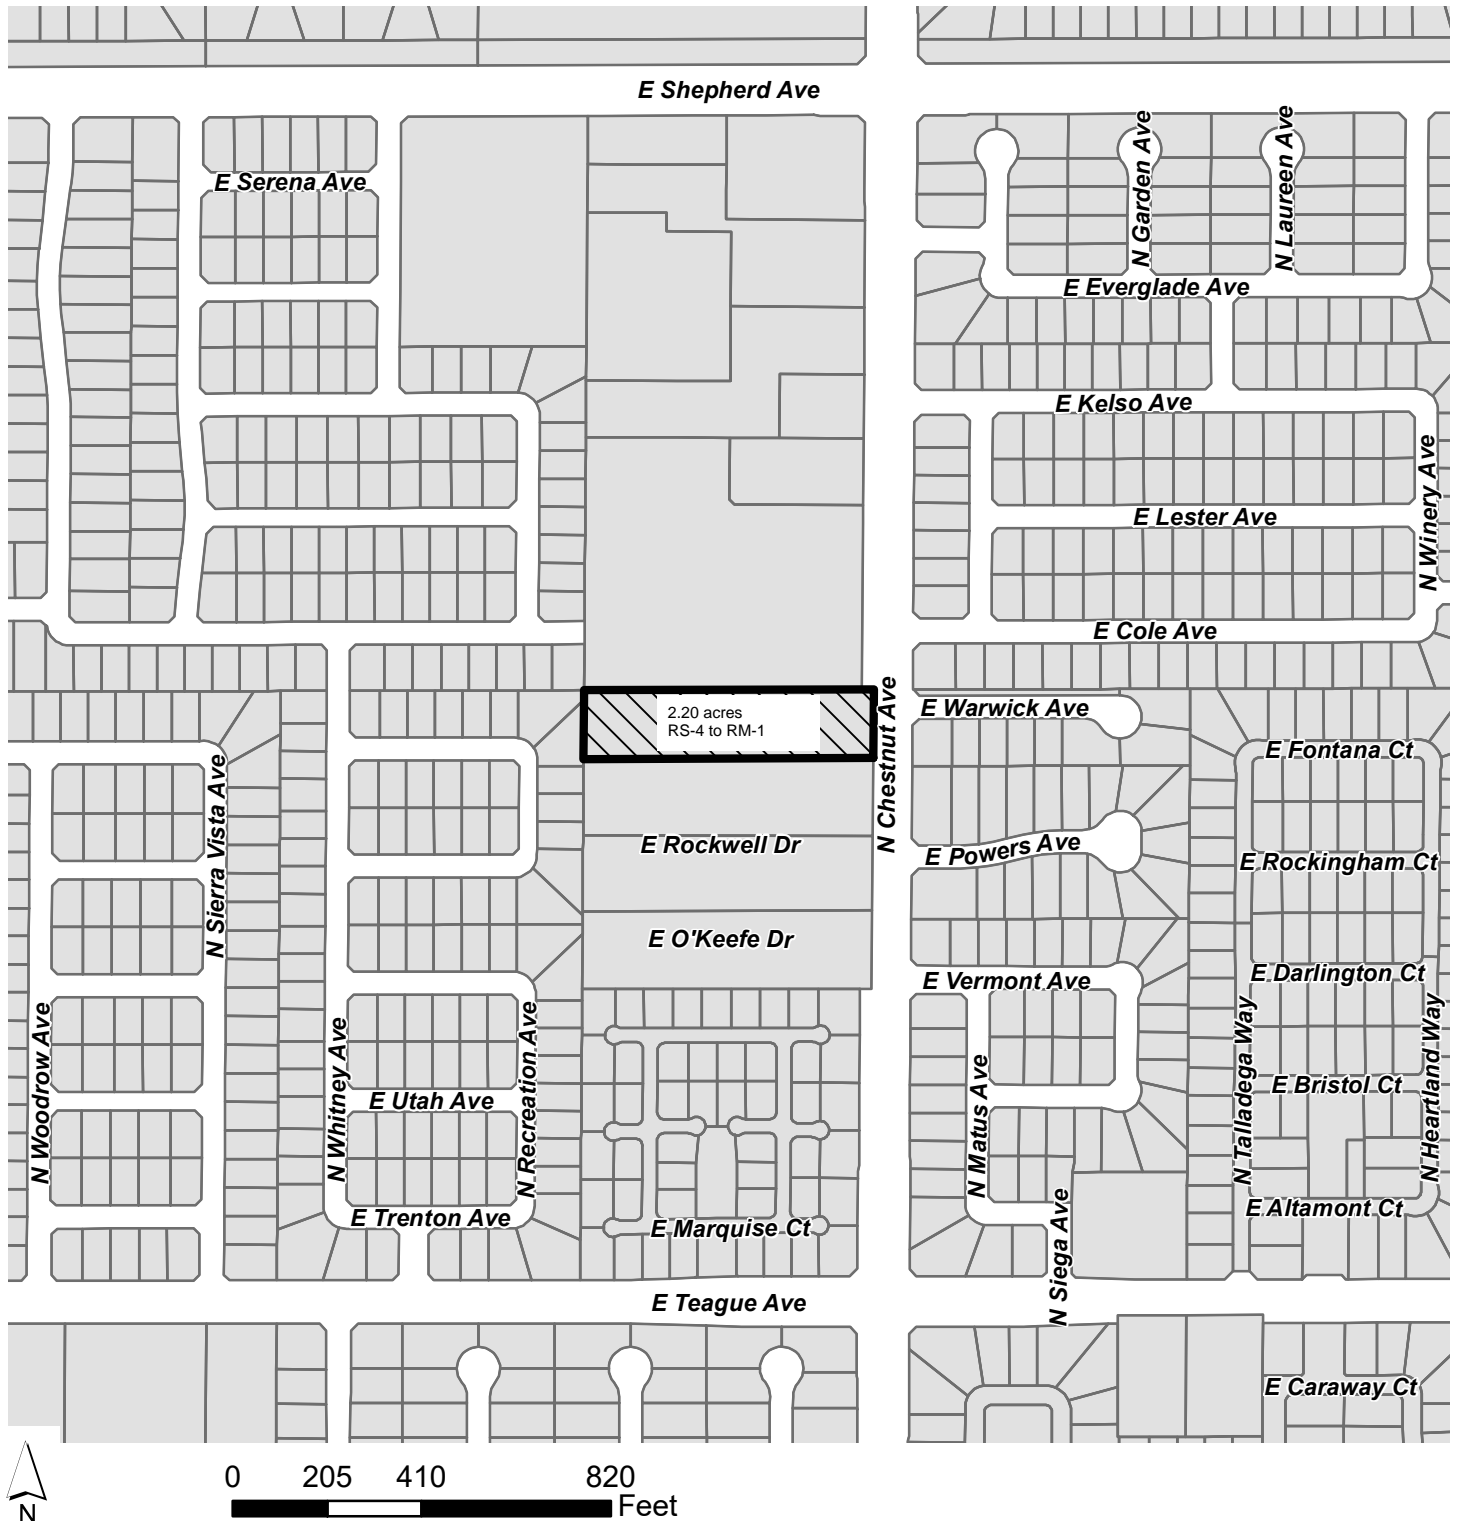 E Shepherd Ave
E Serena Ave
N Garden Ave
N Laureen Ave
E Everglade Ave
E Kelso Ave
N Winery Ave
E Lester Ave
E Cole Ave
2.20 acres
RS-4 to RM-1
N Chestnut Ave
E Warwick Ave
E Fontana Ct
N Sierra Vista Ave
E Rockwell Dr
E Powers Ave
E Rockingham Ct
E O'Keefe Dr
E Vermont Ave
E Darlington Ct
N Woodrow Ave
N Whitney Ave
N Recreation Ave
N Matus Ave
N Talladega Way
N Heartland Way
E Utah Ave
E Bristol Ct
E Trenton Ave
E Marquise Ct
N Siega Ave
E Altamont Ct
E Teague Ave
E Caraway Ct
N
0 205 410 820
Feet